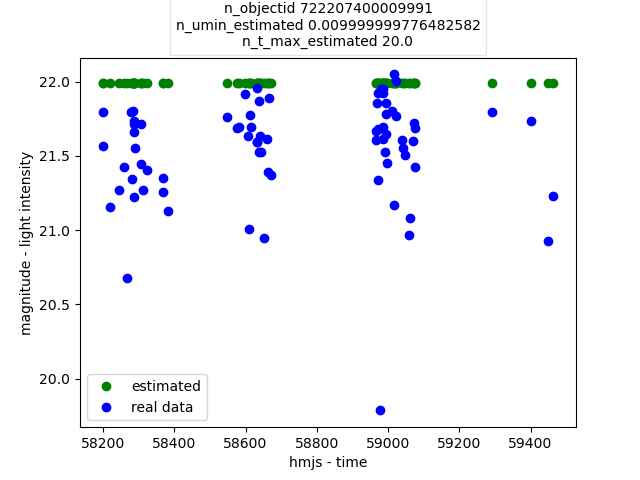 n_objectid 722207400009991
n_umin_estimated 0.009999999776482582
n_t_max_estimated 20.0
22.0
21.5
21.0
20.5
20.0
magnitude - light intensity
estimated
real data
58200 58400 58600 58800 59000 59200 59400
hmjs - time